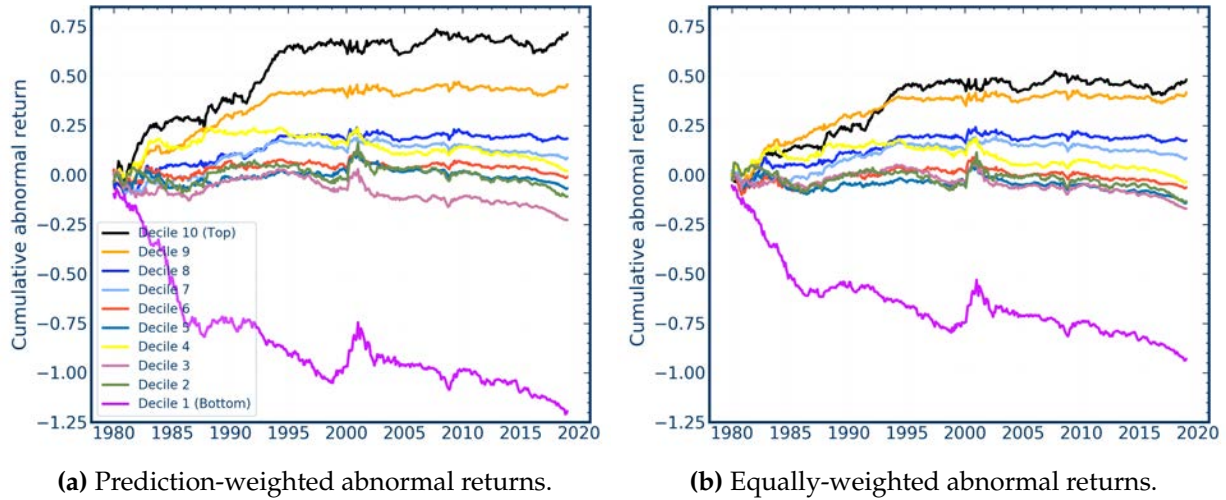 Cumulative abnormal return
0.75
0.50
0.25
0.00
−0.25
−0.50
−0.75
−1.00
−1.25
Decile 10 (Top)
Decile 9
Decile 8
Decile 7
Decile 6
Decile 5
Decile 4
Decile 3
Decile 2
Decile 1 (Bottom)
1980 1985 1990 1995 2000 2005 2010 2015 2020
(a) Prediction-weighted abnormal returns.
Cumulative abnormal return
0.75
0.50
0.25
0.00
−0.25
−0.50
−0.75
−1.00
−1.25
1980 1985 1990 1995 2000 2005 2010 2015 2020
(b) Equally-weighted abnormal returns.